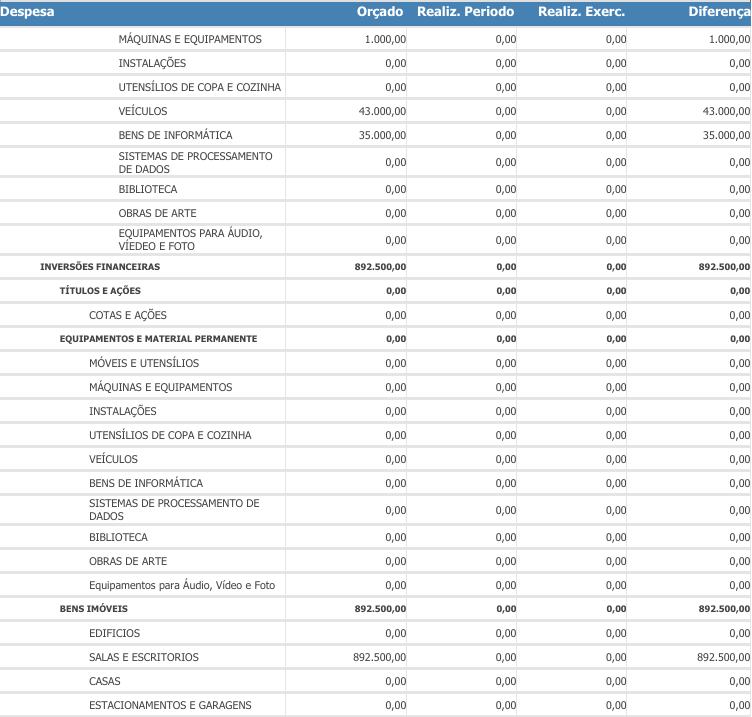 Despesa Orçado Realiz. Periodo Realiz. Exerc. Diferença
MÁQUINAS E EQUIPAMENTOS 1.000,00 0,00 0,00 1.000,00
INSTALAÇÕES 0,00 0,00 0,00 0,00
UTENSÍLIOS DE COPA E COZINHA 0,00 0,00 0,00 0,00
VEÍCULOS 43.000,00 0,00 0,00 43.000,00
BENS DE INFORMÁTICA 35.000,00 0,00 0,00 35.000,00
SISTEMAS DE PROCESSAMENTO
DE DADOS 0,00 0,00 0,00 0,00
BIBLIOTECA 0,00 0,00 0,00 0,00
OBRAS DE ARTE 0,00 0,00 0,00 0,00
EQUIPAMENTOS PARA ÁUDIO,
VÍEDEO E FOTO 0,00 0,00 0,00 0,00
INVERSÕES FINANCEIRAS 892.500,00 0,00 0,00 892.500,00
TÍTULOS E AÇÕES 0,00 0,00 0,00 0,00
COTAS E AÇÕES 0,00 0,00 0,00 0,00
EQUIPAMENTOS E MATERIAL PERMANENTE 0,00 0,00 0,00 0,00
MÓVEIS E UTENSÍLIOS 0,00 0,00 0,00 0,00
MÁQUINAS E EQUIPAMENTOS 0,00 0,00 0,00 0,00
INSTALAÇÕES 0,00 0,00 0,00 0,00
UTENSÍLIOS DE COPA E COZINHA 0,00 0,00 0,00 0,00
VEÍCULOS 0,00 0,00 0,00 0,00
BENS DE INFORMÁTICA 0,00 0,00 0,00 0,00
SISTEMAS DE PROCESSAMENTO DE
DADOS 0,00 0,00 0,00 0,00
BIBLIOTECA 0,00 0,00 0,00 0,00
OBRAS DE ARTE 0,00 0,00 0,00 0,00
Equipamentos para Áudio, Vídeo e Foto 0,00 0,00 0,00 0,00
BENS IMÓVEIS 892.500,00 0,00 0,00 892.500,00
EDIFICIOS 0,00 0,00 0,00 0,00
SALAS E ESCRITORIOS 892.500,00 0,00 0,00 892.500,00
CASAS 0,00 0,00 0,00 0,00
ESTACIONAMENTOS E GARAGENS 0,00 0,00 0,00 0,00